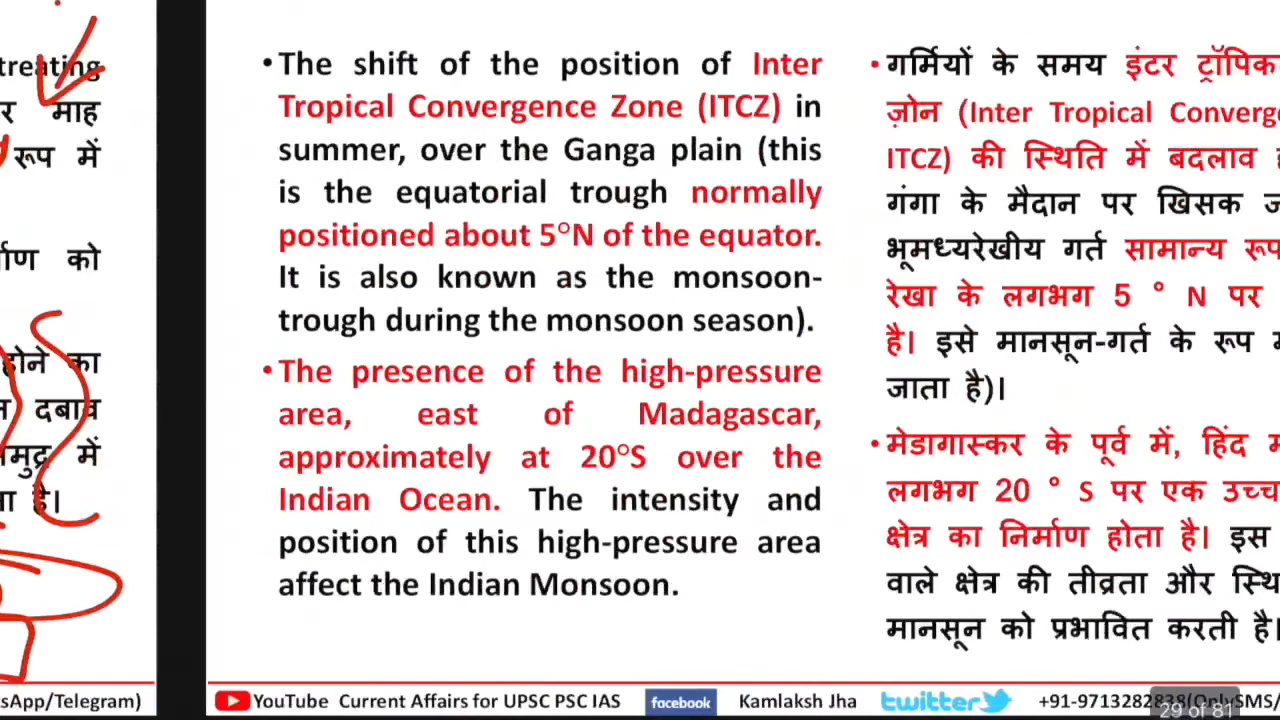 treating
र माह
रूप में
र्माण को
होने का
दबाव
समुद्र में
है।
sApp/Telegram)
•The shift of the position of Inter
Tropical Convergence Zone (ITCZ) in
summer, over the Ganga plain (this
is the equatorial trough normally
positioned about 5°N of the equator.
It is also known as the monsoon-
trough during the monsoon season).
•The presence of the high-pressure
area, east of Madagascar,
approximately at 20°S over the
Indian Ocean. The intensity and
position of this high-pressure area
affect the Indian Monsoon.
•गर्मियों के समय इंटर ट्रॉपिक
ज़ोन (Inter Tropical Converge
ITCZ) की स्थिति में बदलाव ह
गंगा के मैदान पर खिसक ज
भूमध्यरेखीय गर्त सामान्य रूप
रेखा के लगभग 5 ° N पर
है। इसे मानसून-गर्त के रूप म
जाता है)।
•मेडागास्कर के पूर्व में, हिंद म
लगभग 20 ° S पर एक उच्च
क्षेत्र का निर्माण होता है। इस
वाले क्षेत्र की तीव्रता और स्थि
मानसून को प्रभावित करती है।
YouTube Current Affairs for UPSC PSC IAS facebook Kamlaksh Jha twitter +91-9713282838(OnlySMS/
29 of 81